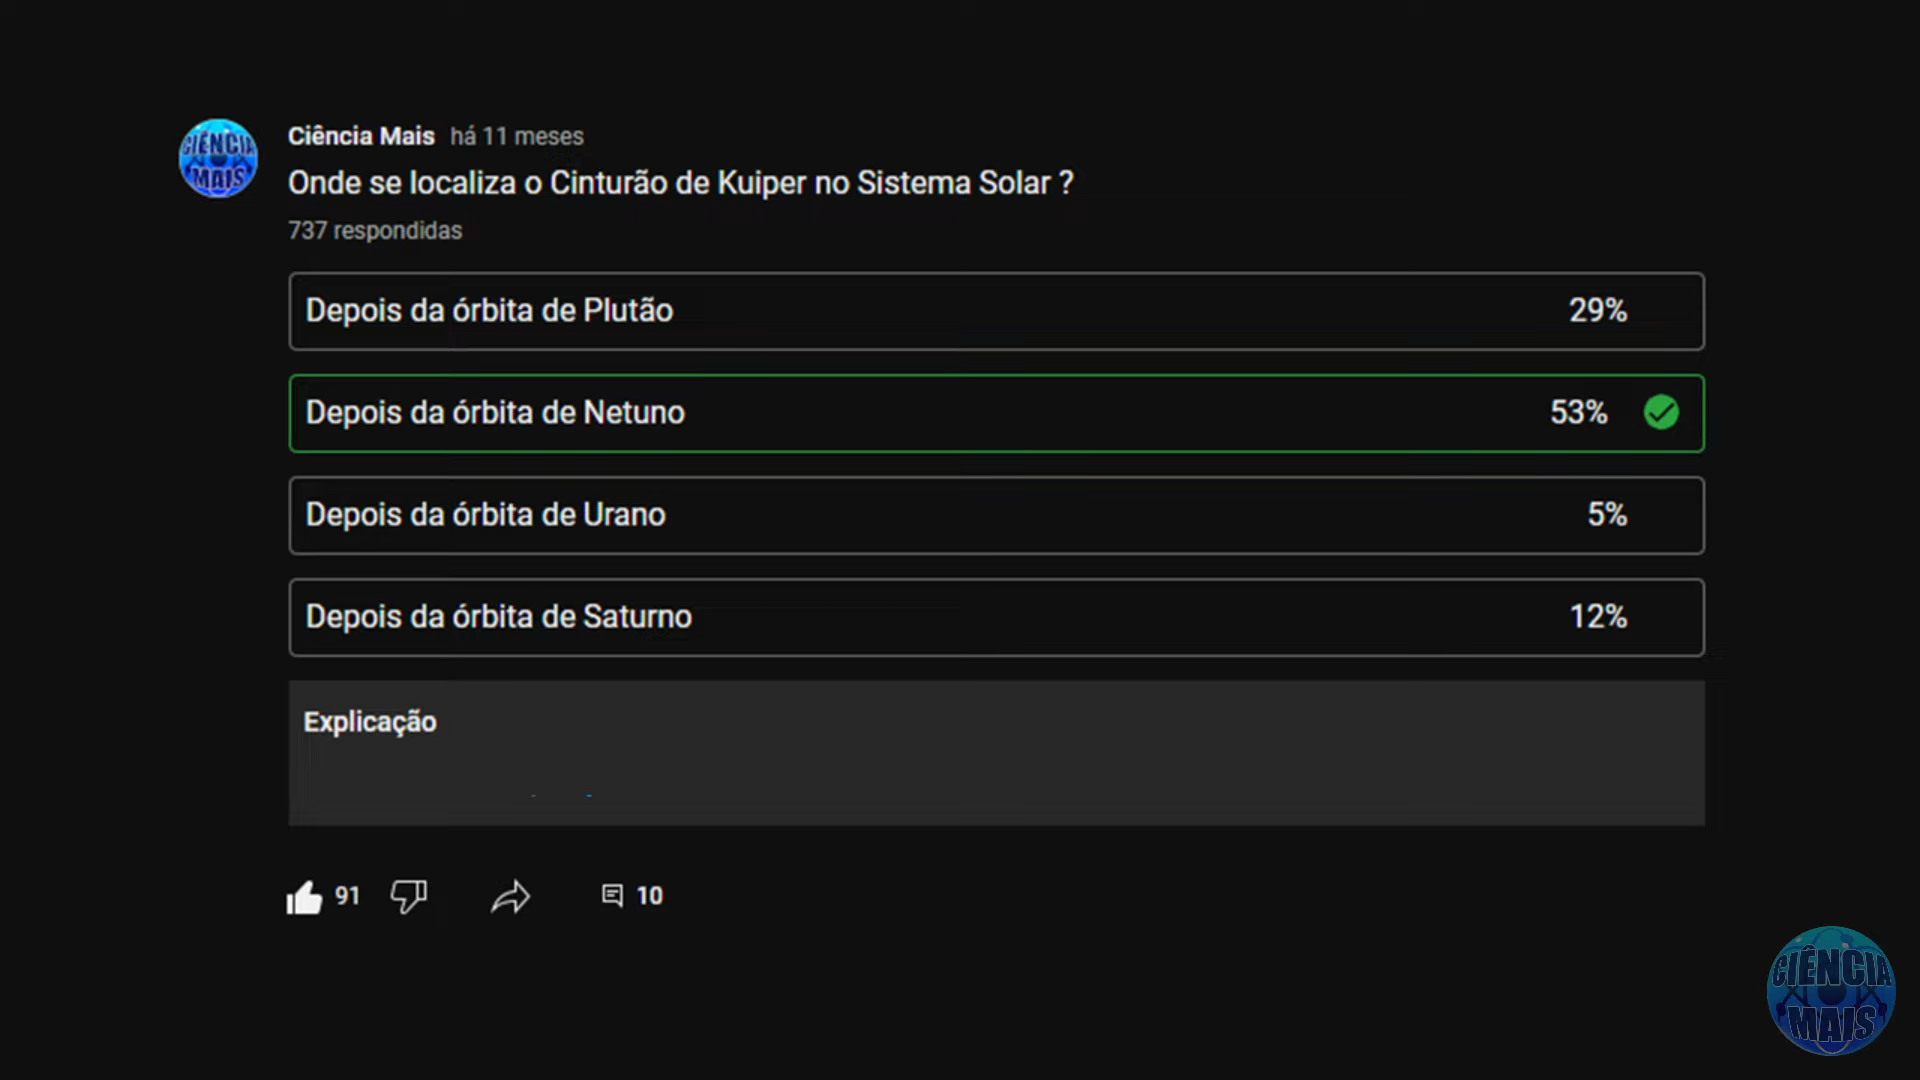 CIÊNCIA
MAIS
Ciência Mais há 11 meses
Onde se localiza o Cinturão de Kuiper no Sistema Solar ?
737 respondidas
Depois da órbita de Plutão 29%
Depois da órbita de Netuno 53%
Depois da órbita de Urano 5%
Depois da órbita de Saturno 12%
Explicação
91 10
CIÊNCIA
MAIS